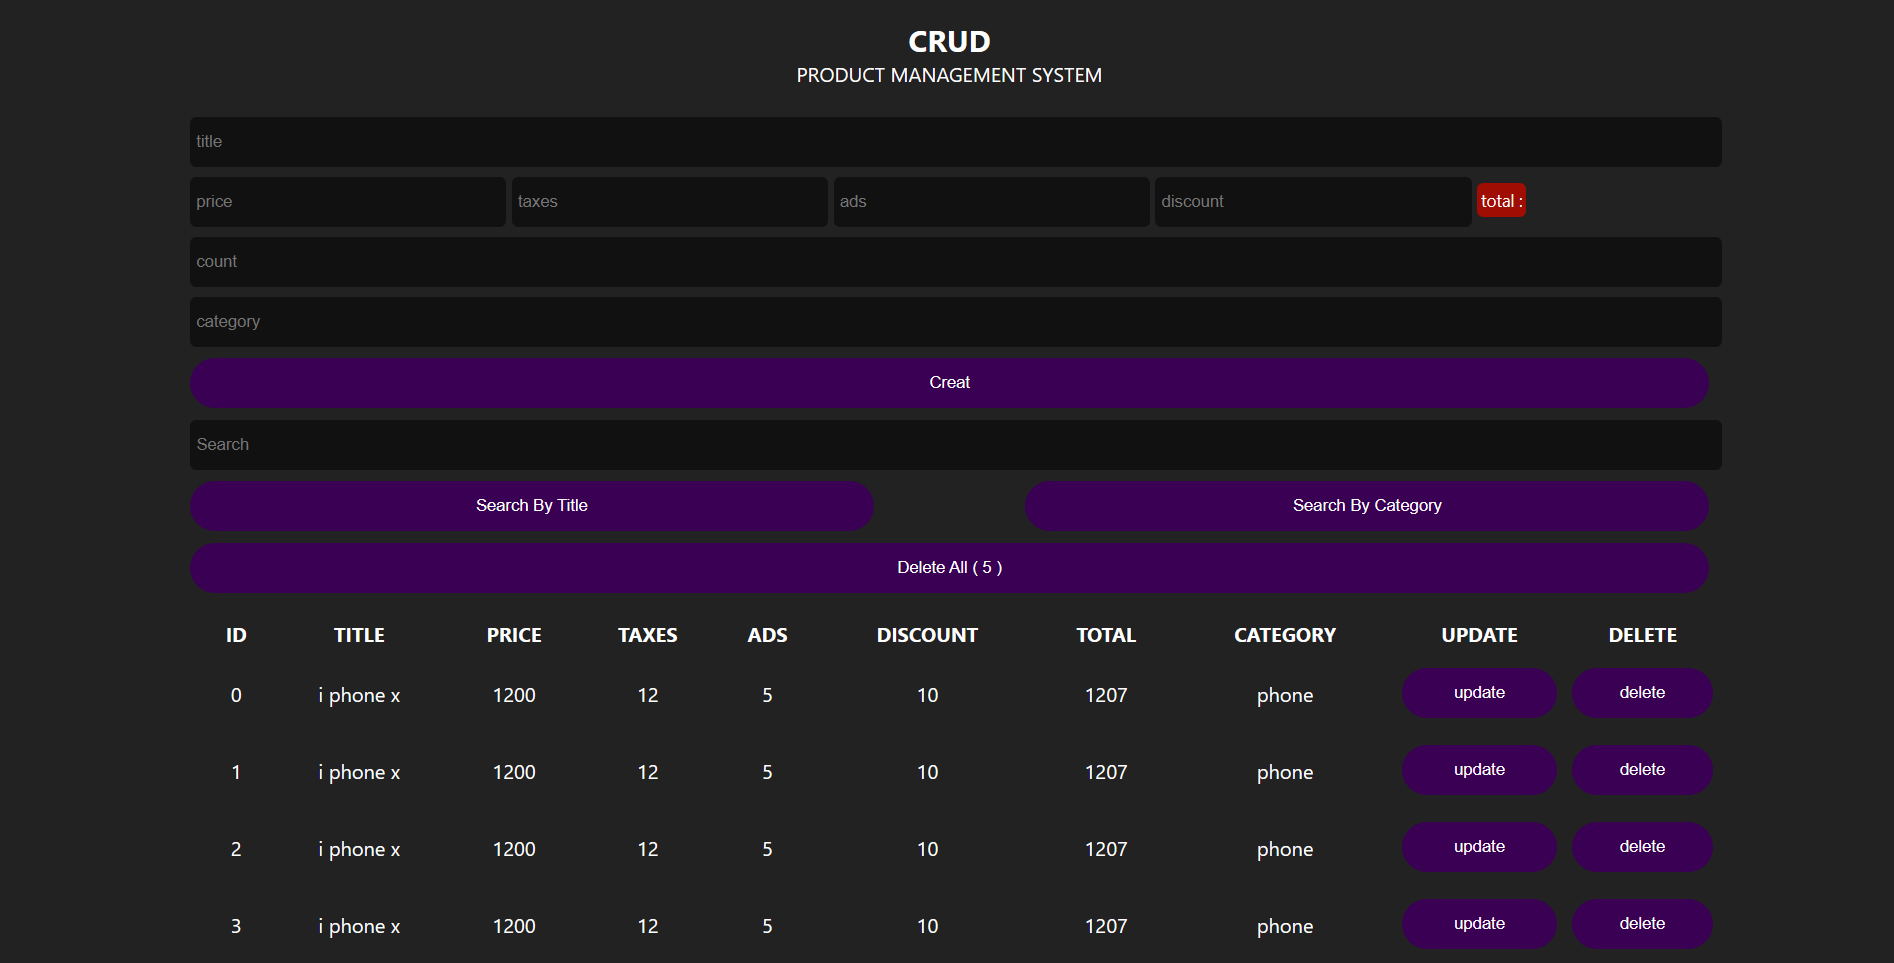 CRUD
PRODUCT MANAGEMENT SYSTEM
title
price taxes ads discount total :
count
category
Creat
Search
Search By Title Search By Category
Delete All ( 5 )
ID TITLE PRICE TAXES ADS DISCOUNT TOTAL CATEGORY UPDATE DELETE
0 i phone x 1200 12 5 10 1207 phone update delete
1 i phone x 1200 12 5 10 1207 phone update delete
2 i phone x 1200 12 5 10 1207 phone update delete
3 i phone x 1200 12 5 10 1207 phone update delete